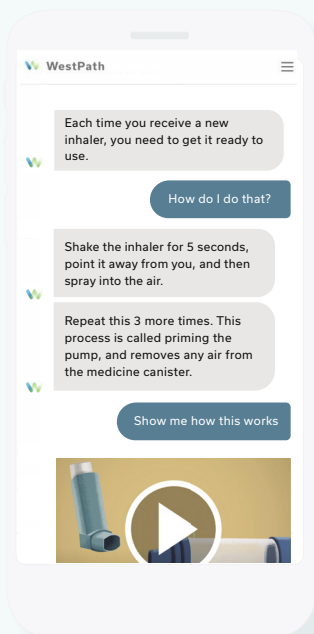 WestPath
Each time you receive a new
inhaler, you need to get it ready to
use.
How do I do that?
Shake the inhaler for 5 seconds,
point it away from you, and then
spray into the air.
Repeat this 3 more times. This
process is called priming the
pump, and removes any air from
the medicine canister.
Show me how this works